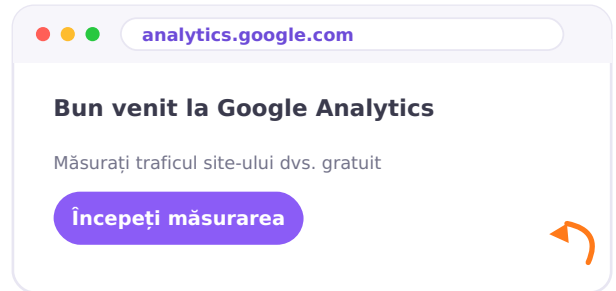 analytics.google.com
Bun venit la Google Analytics
Măsurați traficul site-ului dvs. gratuit
Începeți măsurarea